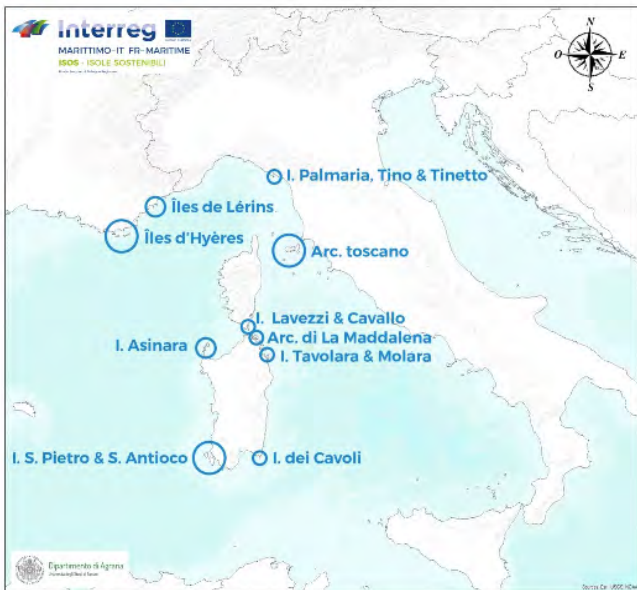 Interreg
MARITTIMO-IT FR-MARITIME
ISOS - ISOLE SOSTENIBILI
N
O
E
S
I. Palmaria, Tino & Tinetto
Îles de Lérins
Îles d'Hyères
Arc. toscano
I. Lavezzi & Cavallo
Arc. di La Maddalena
I. Asinara
I. Tavolara & Molara
I. S. Pietro & S. Antioco
I. dei Cavoli
Dipartimento di Agraria